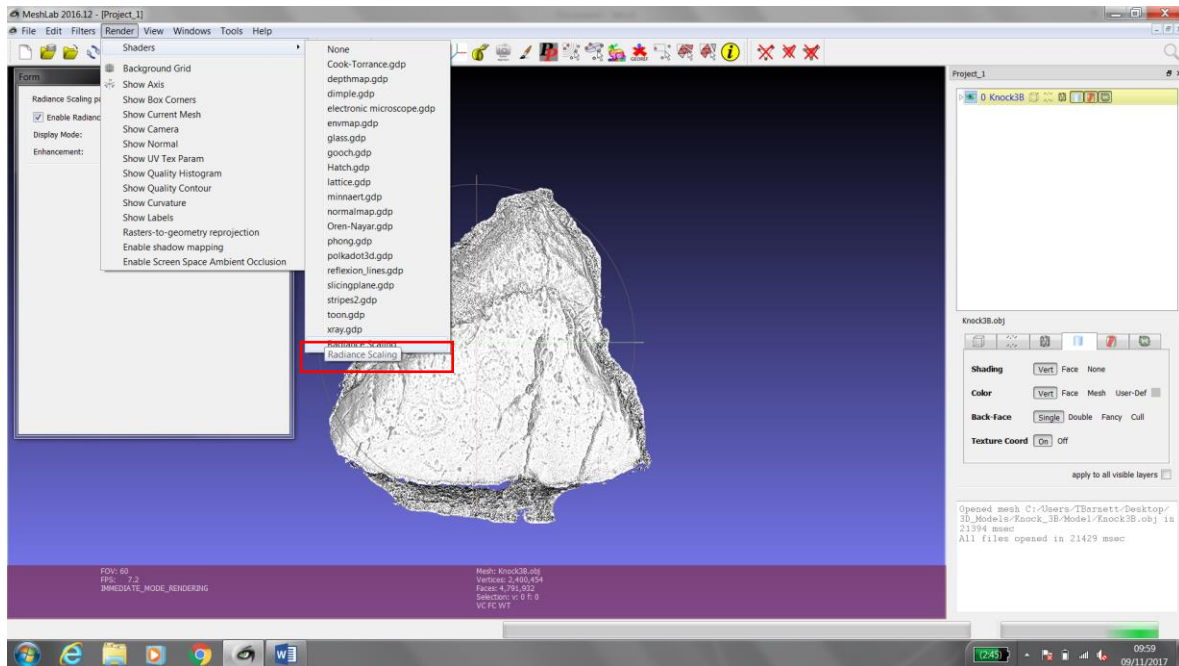 MeshLab 2016.12 - [Project_1]
File Edit Filters Render View Windows Tools Help
Form
Radiance Scaling
Enable
Display Mode:
Enhancement:
Shaders
Background Grid
Show Axis
Show Box Corners
Show Current Mesh
Show Camera
Show Normal
Show UV Tex Param
Show Quality Histogram
Show Quality Contour
Show Curvature
Show Labels
Rasters-to-geometry reprojection
Enable shadow mapping
Enable Screen Space Ambient Occlusion
None
Cook-Torrance.gdp
depthmap.gdp
dimple.gdp
electronic microscope.gdp
envmap.gdp
glass.gdp
gooch.gdp
Hatch.gdp
lattice.gdp
minnaert.gdp
normalmap.gdp
Oren-Nayar.gdp
phong.gdp
polkadot3d.gdp
reflexion_lines.gdp
slicingplane.gdp
stripes2.gdp
toon.gdp
xray.gdp
Radiance Scaling
Radiance Scaling
FOV: 60
FPS: 7.2
IMMEDIATE_MODE_RENDERING
Mesh: Knock3B.obj
Vertices: 2,400,454
Faces: 4,791,932
Selection: v: 0 f: 0
VC FC WT
Project_1
0 Knock3B
Knock3B.obj
Shading Vert Face None
Color Vert Face Mesh User-Def
Back-Face Single Double Fancy Cull
Texture Coord On Off
apply to all visible layers
Opened mesh C:/Users/TBarnett/Desktop/
3D_Models/Knock_3B/Model/Knock3B.obj in
21394 msec
All files opened in 21429 msec
(2:45)
09:59
09/11/2017